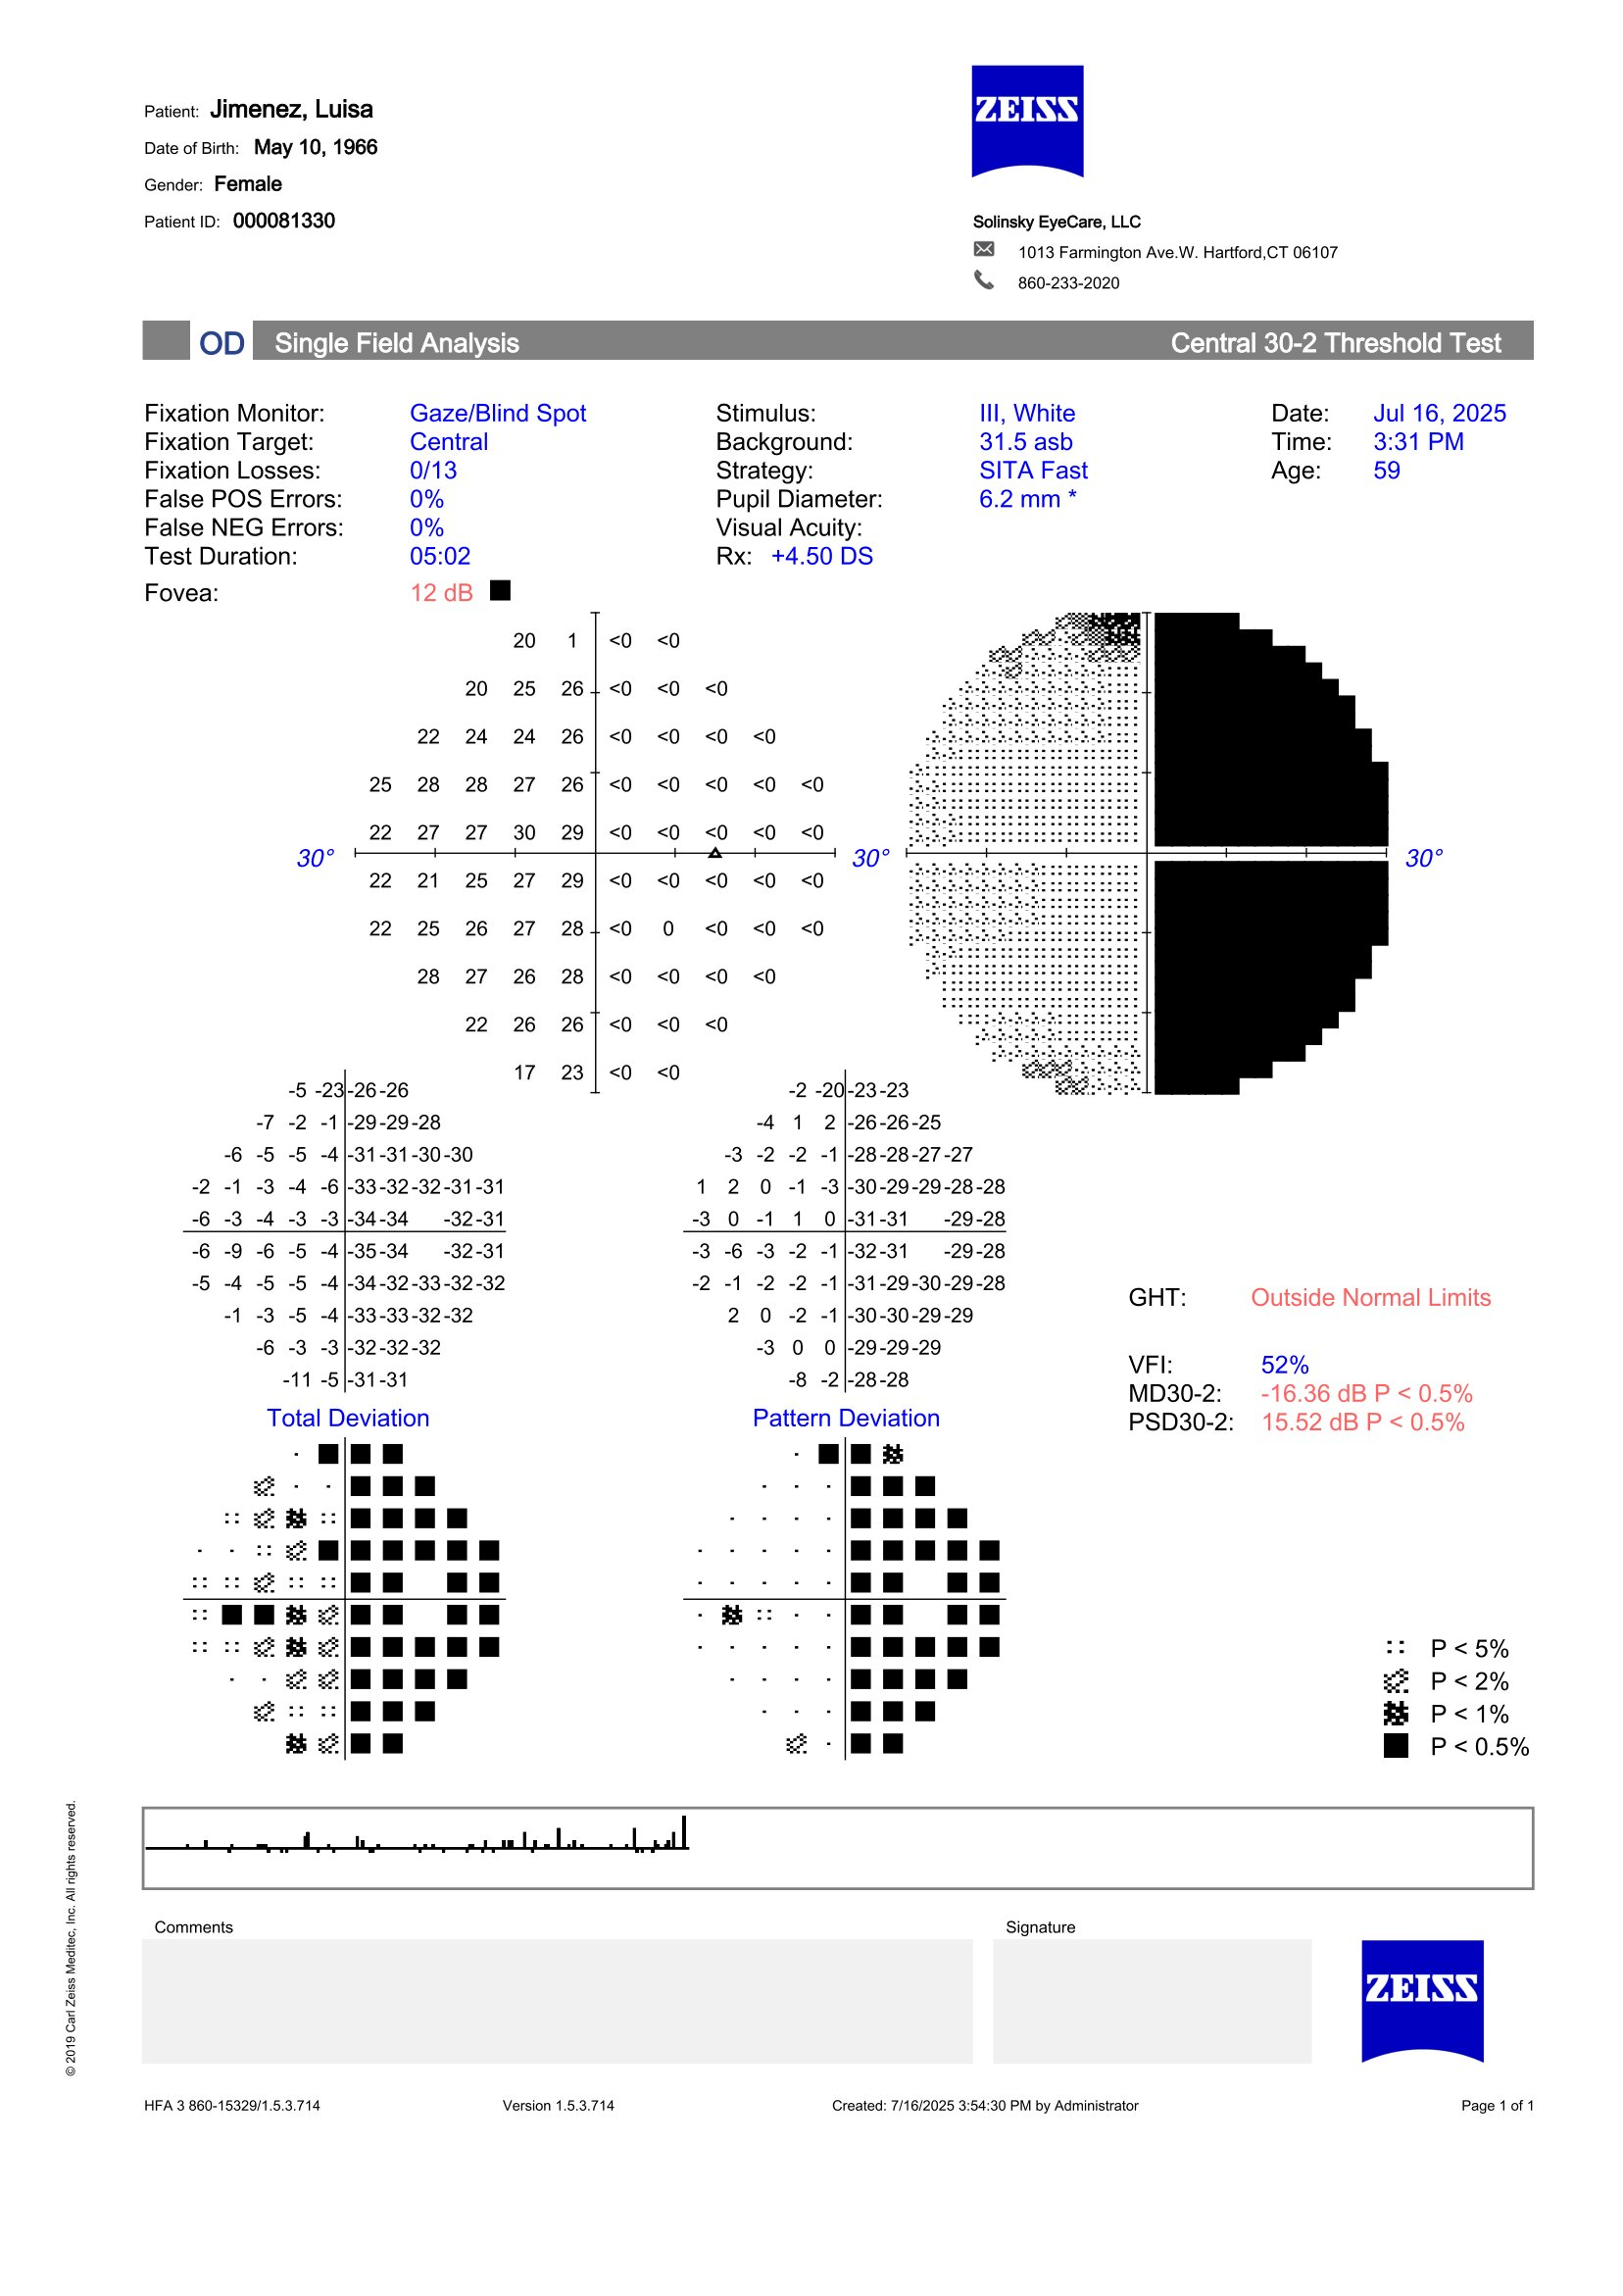 Patient: Jimenez, Luisa
Date of Birth: May 10, 1966
Gender: Female
Patient ID: 000081330
ZEISS
Solinsky EyeCare, LLC
1013 Farmington Ave.W. Hartford,CT 06107
860-233-2020
OD Single Field Analysis Central 30-2 Threshold Test
Fixation Monitor: Gaze/Blind Spot Stimulus: III, White Date: Jul 16, 2025
Fixation Target: Central Background: 31.5 asb Time: 3:31 PM
Fixation Losses: 0/13 Strategy: SITA Fast Age: 59
False POS Errors: 0% Pupil Diameter: 6.2 mm *
False NEG Errors: 0% Visual Acuity:
Test Duration: 05:02 Rx: +4.50 DS
Fovea: 12 dB
20 1 <0 <0
20 25 26 <0 <0 <0
22 24 24 26 <0 <0 <0 <0
25 28 28 27 26 <0 <0 <0 <0 <0
22 27 27 30 29 <0 <0 <0 <0 <0
30° 30° 30°
22 21 25 27 29 <0 <0 <0 <0 <0
22 25 26 27 28 <0 0 <0 <0 <0
28 27 26 28 <0 <0 <0 <0
22 26 26 <0 <0 <0
17 23 <0 <0
-5 -23 -26 -26 -2 -20 -23 -23
-7 -2 -1 -29 -29 -28 -4 1 2 -26 -26 -25
-6 -5 -5 -4 -31 -31 -30 -30 -3 -2 -2 -1 -28 -28 -27 -27
-2 -1 -3 -4 -6 -33 -32 -32 -31 -31 1 2 0 -1 -3 -30 -29 -29 -28 -28
-6 -3 -4 -3 -3 -34 -34 -32 -31 -3 0 -1 1 0 -31 -31 -29 -28
-6 -9 -6 -5 -4 -35 -34 -32 -31 -3 -6 -3 -2 -1 -32 -31 -29 -28
-5 -4 -5 -5 -4 -34 -32 -33 -32 -32 -2 -1 -2 -2 -1 -31 -29 -30 -29 -28
-1 -3 -5 -4 -33 -33 -32 -32 2 0 -2 -1 -30 -30 -29 -29
-6 -3 -3 -32 -32 -32 -3 0 0 -29 -29 -29
-11 -5 -31 -31 -8 -2 -28 -28
GHT: Outside Normal Limits
VFI: 52%
MD30-2: -16.36 dB P < 0.5%
PSD30-2: 15.52 dB P < 0.5%
Total Deviation Pattern Deviation
P < 5%
P < 2%
P < 1%
P < 0.5%
© 2019 Carl Zeiss Meditec, Inc. All rights reserved.
Comments Signature
ZEISS
HFA 3 860-15329/1.5.3.714 Version 1.5.3.714 Created: 7/16/2025 3:54:30 PM by Administrator Page 1 of 1